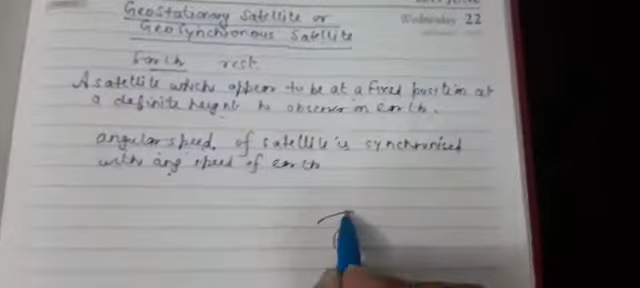 GeoStationary Satellite or
Wednesday 22
GeoSynchronous Satellite
Earth rest
A satellite which appear to be at a fixed position at
a definite height to observer in earth.
angular speed. of satellite is synchronised
with ang speed of earth